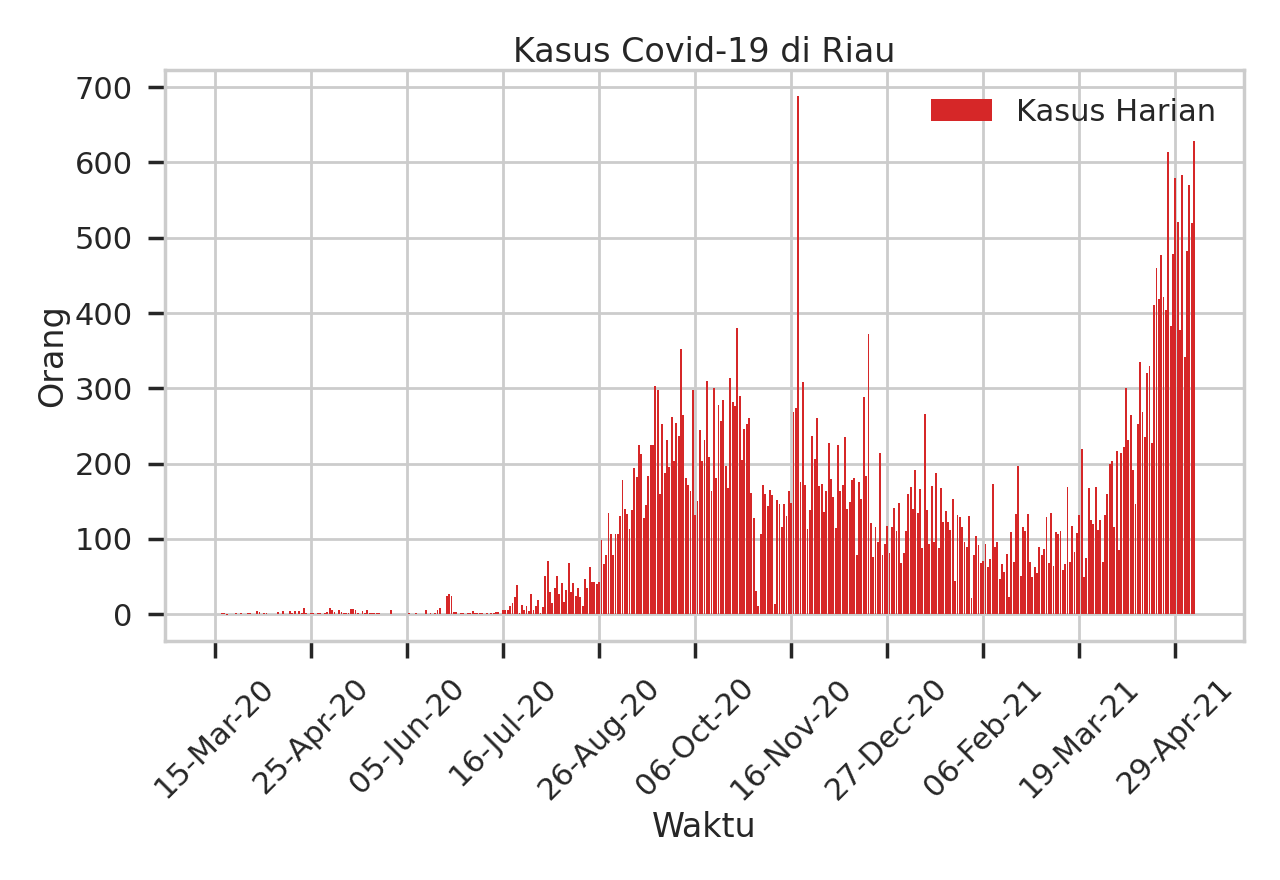 Kasus Covid-19 di Riau
Kasus Harian
700
600
500
400
300
200
100
0
Orang
15-Mar-20
25-Apr-20
05-Jun-20
16-Jul-20
26-Aug-20
06-Oct-20
16-Nov-20
27-Dec-20
06-Feb-21
19-Mar-21
29-Apr-21
Waktu